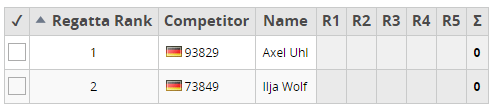 ✓ Regatta Rank Competitor Name R1 R2 R3 R4 R5 Σ
1 93829 Axel Uhl 0
2 73849 Ilja Wolf 0